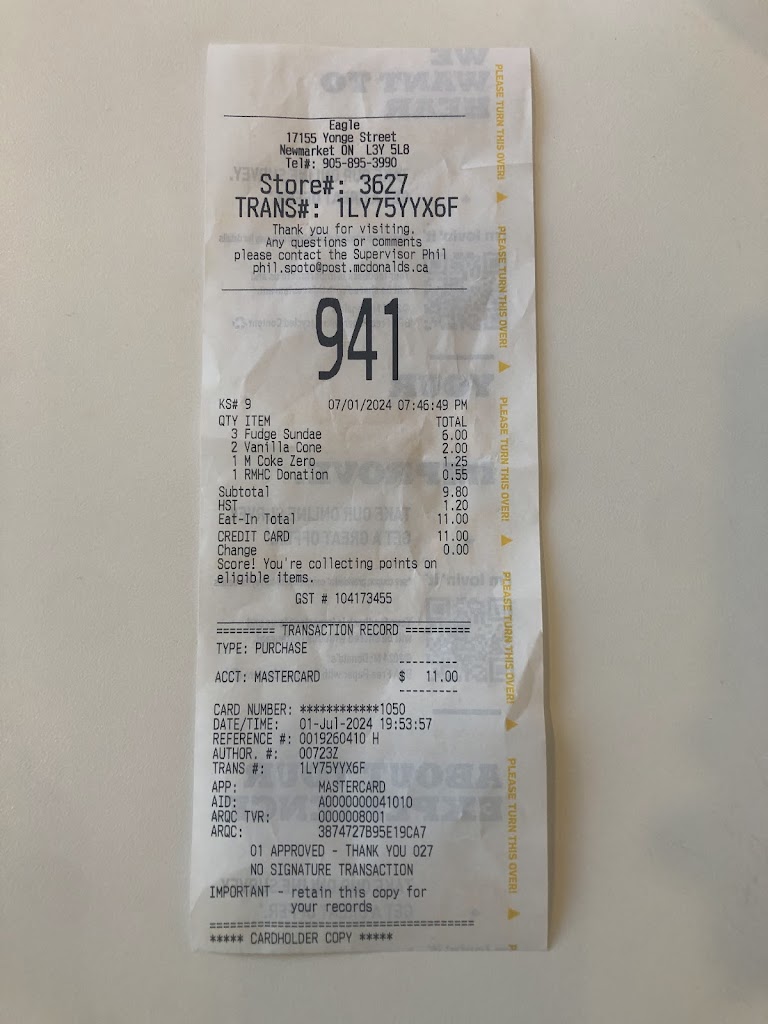 Eagle
17155 Yonge Street
Newmarket ON L3Y 5L8
Tel#: 905-895-3990
Store#: 3627
TRANS#: 1LY75YYX6F
Thank you for visiting.
Any questions or comments
please contact the Supervisor Phil
phil.spoto@post.mcdonalds.ca
941
KS# 9 07/01/2024 07:46:49 PM
QTY ITEM TOTAL
3 Fudge Sundae 6.00
2 Vanilla Cone 2.00
1 M Coke Zero 1.25
1 RMHC Donation 0.55
Subtotal 9.80
HST 1.20
Eat-In Total 11.00
CREDIT CARD 11.00
Change 0.00
Score! You're collecting points on
eligible items.
GST # 104173455
========= TRANSACTION RECORD ==========
TYPE: PURCHASE
---------
ACCT: MASTERCARD $ 11.00
---------
CARD NUMBER: ************1050
DATE/TIME: 01-Jul-2024 19:53:57
REFERENCE #: 0019260410 H
AUTHOR. #: 00723Z
TRANS #: 1LY75YYX6F
APP: MASTERCARD
AID: A0000000041010
ARQC TVR: 0000008001
ARQC: 3874727B95E19CA7
01 APPROVED - THANK YOU 027
NO SIGNATURE TRANSACTION
IMPORTANT - retain this copy for
your records
========================================
***** CARDHOLDER COPY *****
PLEASE TURN THIS OVER!
PLEASE TURN THIS OVER!
PLEASE TURN THIS OVER!
PLEASE TURN THIS OVER!
PLEASE TURN THIS OVER!